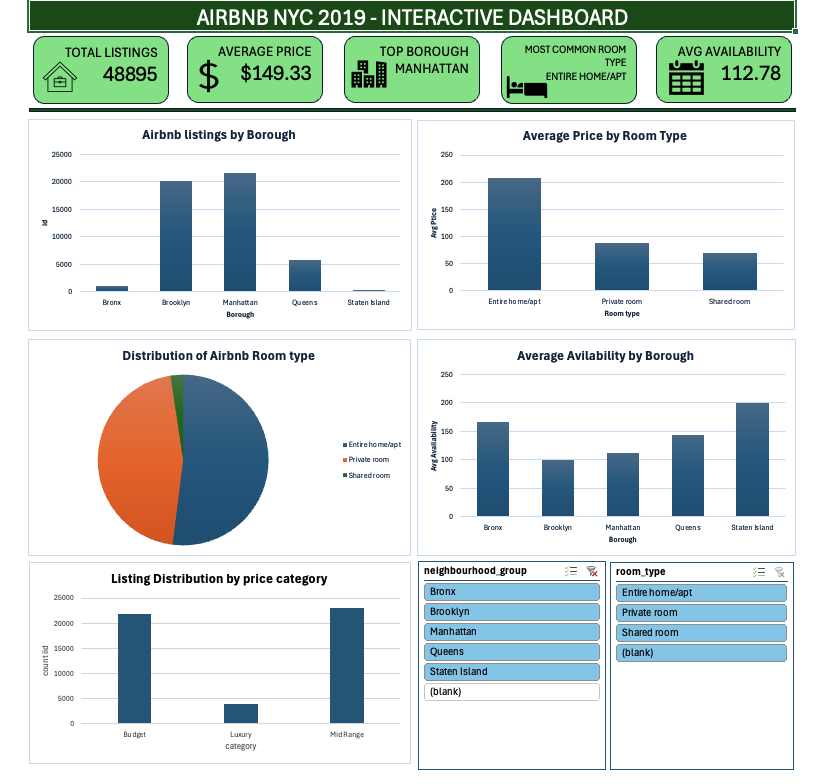 AIRBNB NYC 2019 - INTERACTIVE DASHBOARD
TOTAL LISTINGS
48895
AVERAGE PRICE
$149.33
TOP BOROUGH
MANHATTAN
MOST COMMON ROOM
TYPE
ENTIRE HOME/APT
AVG AVAILABILITY
112.78
Airbnb listings by Borough
25000
20000
15000
10000
5000
0
Id
Bronx
Brooklyn
Manhattan
Queens
Staten Island
Borough
Average Price by Room Type
250
200
150
100
50
0
Avg Ptice
Entire home/apt
Private room
Shared room
Room type
Distribution of Airbnb Room type
Entire home/apt
Private room
Shared room
Average Avilability by Borough
250
200
150
100
50
0
Avg Availability
Bronx
Brooklyn
Manhattan
Queens
Staten Island
Borough
Listing Distribution by price category
25000
20000
15000
10000
5000
0
count iid
Budget
Luxury
Mid Range
category
neighbourhood_group
Bronx
Brooklyn
Manhattan
Queens
Staten Island
(blank)
room_type
Entire home/apt
Private room
Shared room
(blank)